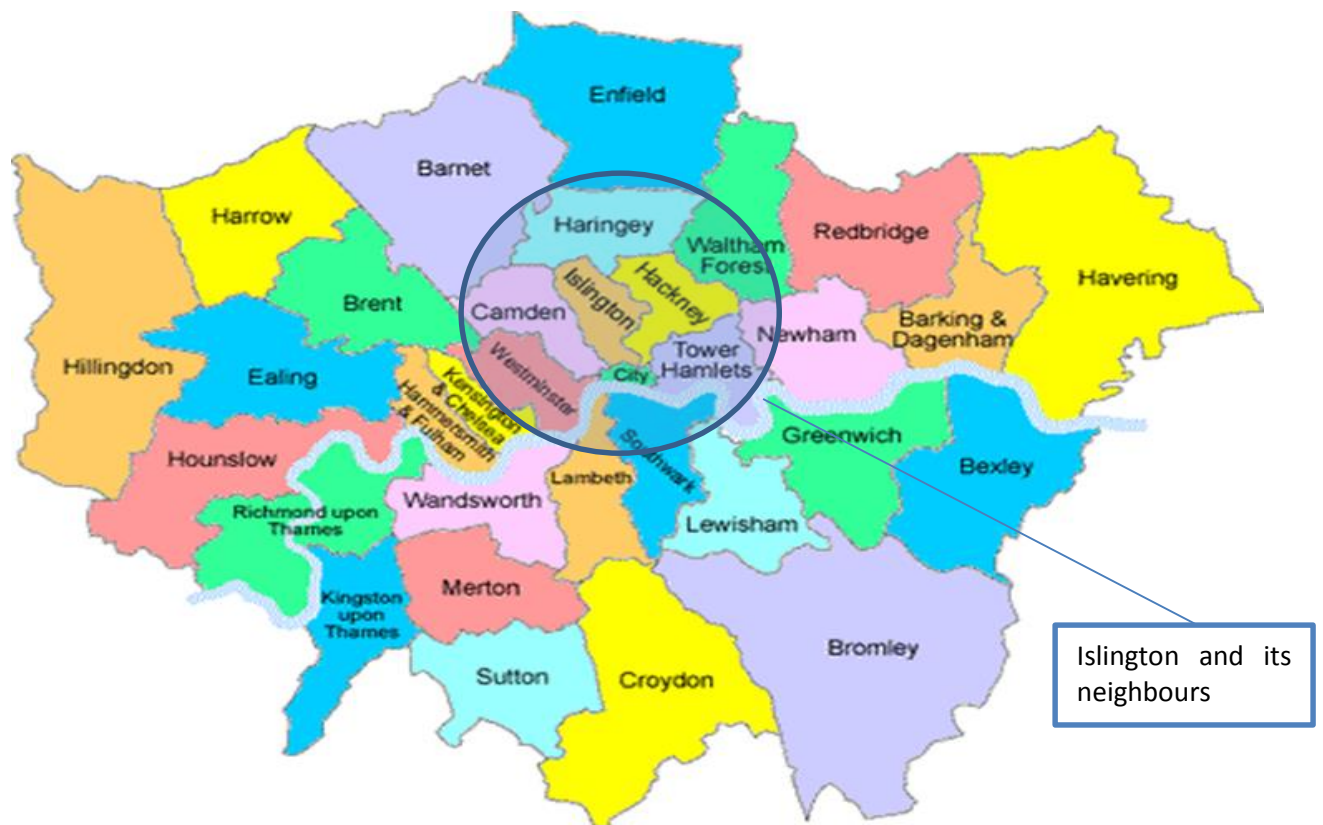 Enfield
Barnet
Harrow
Haringey
Waltham
Forest
Redbridge
Havering
Brent
Camden
Islington
Hackney
Newham
Barking &
Dagenham
Hillingdon
Ealing
Westminster
City
Tower
Hamlets
Kensington
& Chelsea
Hammersmith
& Fulham
Hounslow
Greenwich
Bexley
Southwark
Lambeth
Wandsworth
Richmond upon
Thames
Lewisham
Merton
Kingston
upon
Thames
Sutton
Croydon
Bromley
Islington and its
neighbours